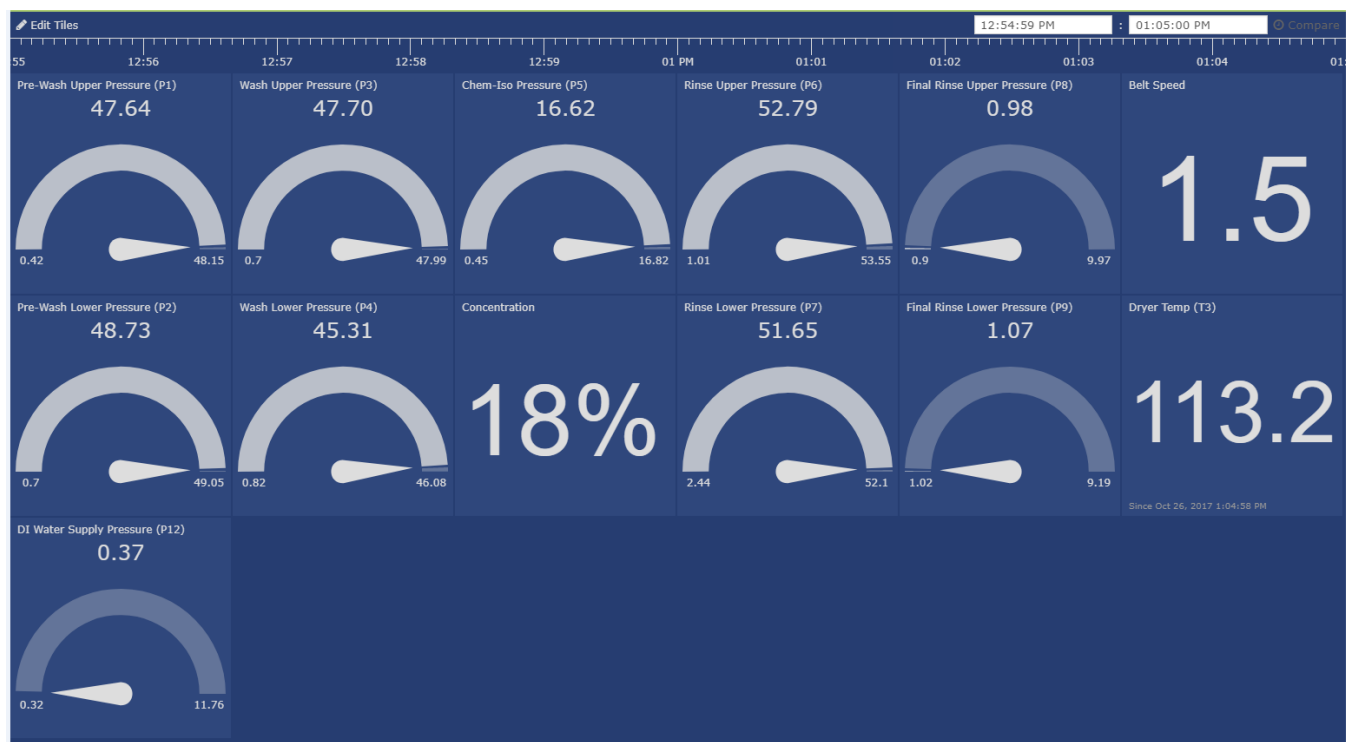 Edit Tiles
12:54:59 PM : 01:05:00 PM Compare
55 12:56 12:57 12:58 12:59 01 PM 01:01 01:02 01:03 01:04 01:
Pre-Wash Upper Pressure (P1)
47.64
0.42 48.15
Wash Upper Pressure (P3)
47.70
0.7 47.99
Chem-Iso Pressure (P5)
16.62
0.45 16.82
Rinse Upper Pressure (P6)
52.79
1.01 53.55
Final Rinse Upper Pressure (P8)
0.98
0.9 9.97
Belt Speed
1.5
Pre-Wash Lower Pressure (P2)
48.73
0.7 49.05
Wash Lower Pressure (P4)
45.31
0.82 46.08
Concentration
18%
Rinse Lower Pressure (P7)
51.65
2.44 52.1
Final Rinse Lower Pressure (P9)
1.07
1.02 9.19
Dryer Temp (T3)
113.2
Since Oct 26, 2017 1:04:58 PM
DI Water Supply Pressure (P12)
0.37
0.32 11.76